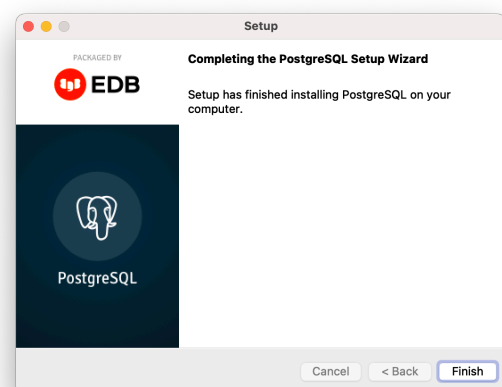 Setup
PACKAGED BY
EDB
Completing the PostgreSQL Setup Wizard
Setup has finished installing PostgreSQL on your
computer.
PostgreSQL
Cancel
< Back
Finish